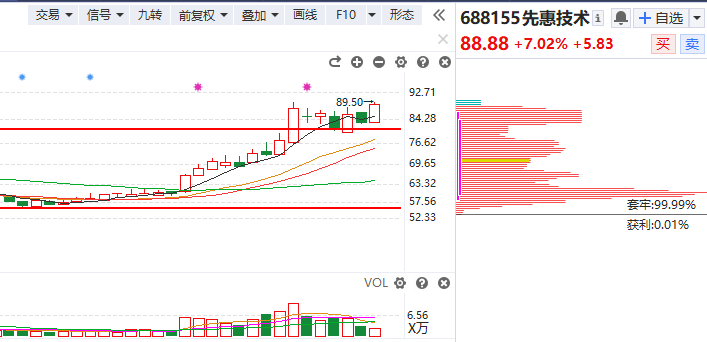 交易 信号 九转 前复权 叠加 画线 F10 形态
688155先惠技术 自选
88.88 +7.02% +5.83 买 卖
89.50
92.71
84.28
76.62
69.65
63.32
57.56
52.33
套牢:99.99%
获利:0.01%
VOL
6.56
X万